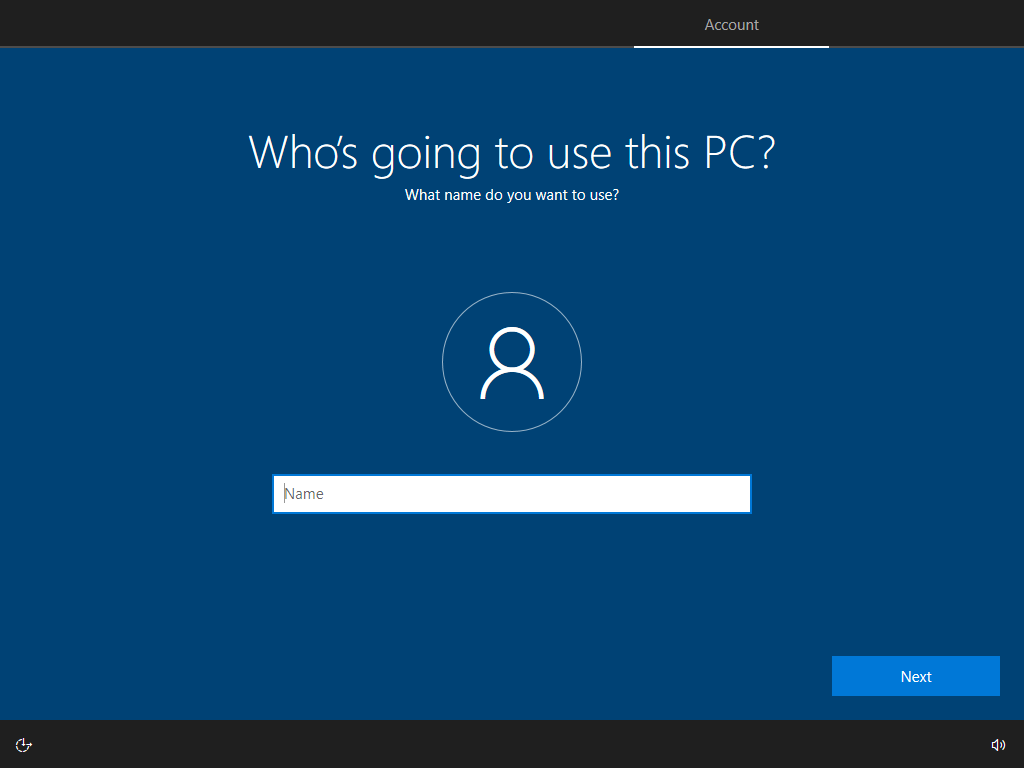 Account
Who's going to use this PC?
What name do you want to use?
Name
Next